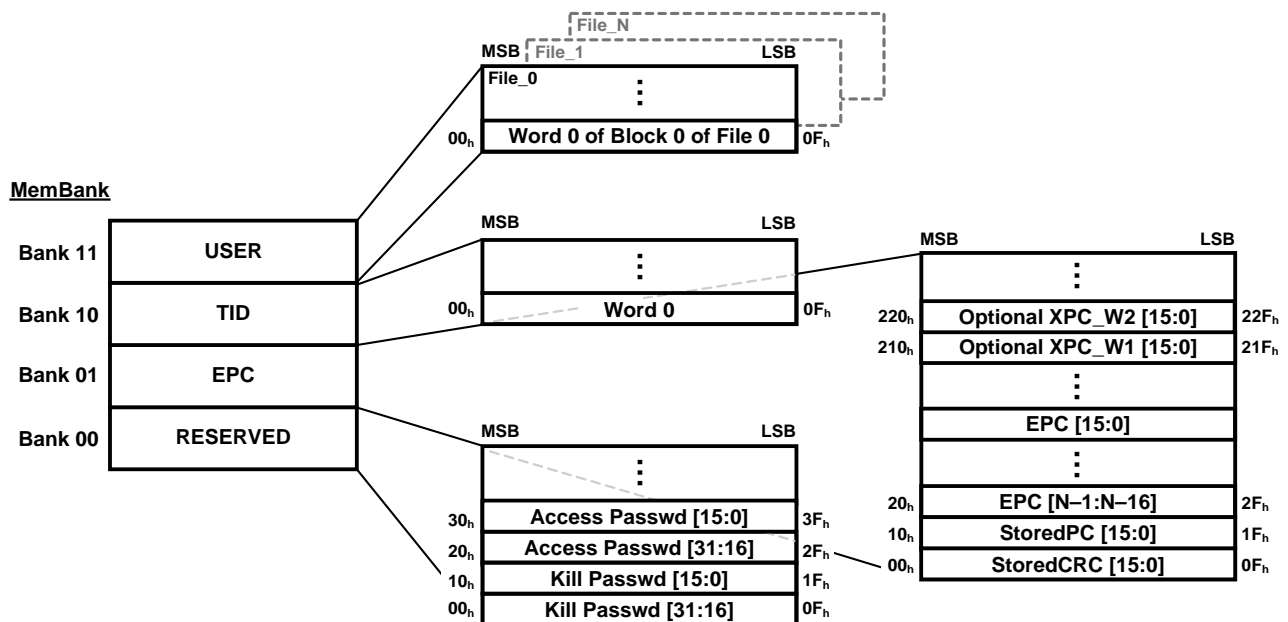 File_N
MSB File_1 LSB
File_0
⋮
00h Word 0 of Block 0 of File 0 0Fh
MemBank
Bank 11 USER
Bank 10 TID
Bank 01 EPC
Bank 00 RESERVED
MSB LSB
⋮
00h Word 0 0Fh
MSB LSB
⋮
30h Access Passwd [15:0] 3Fh
20h Access Passwd [31:16] 2Fh
10h Kill Passwd [15:0] 1Fh
00h Kill Passwd [31:16] 0Fh
MSB LSB
⋮
220h Optional XPC_W2 [15:0] 22Fh
210h Optional XPC_W1 [15:0] 21Fh
⋮
EPC [15:0]
⋮
20h EPC [N–1:N–16] 2Fh
10h StoredPC [15:0] 1Fh
00h StoredCRC [15:0] 0Fh